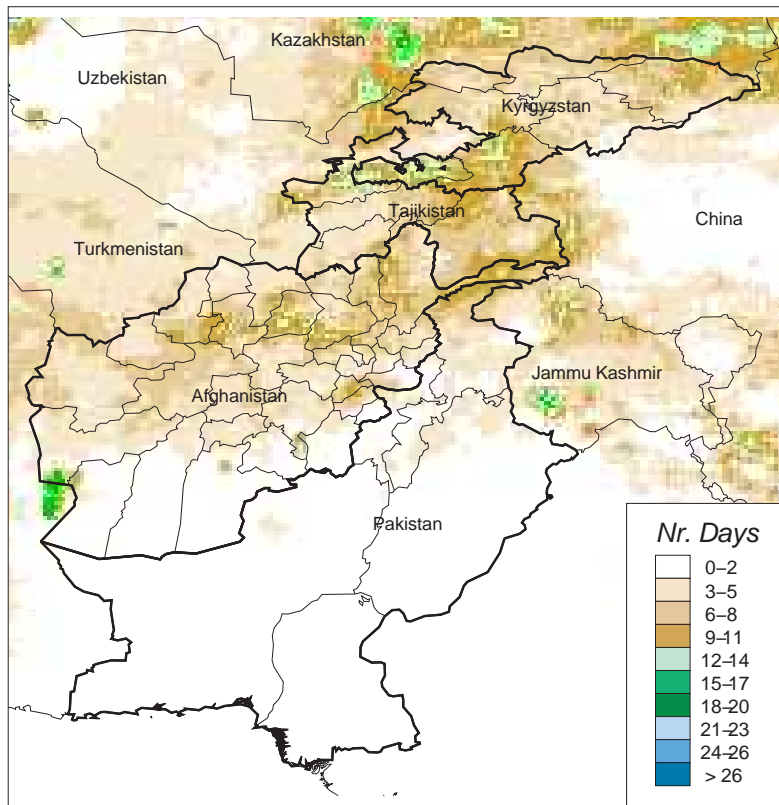 Kazakhstan
Uzbekistan
Kyrgyzstan
Tajikistan
China
Turkmenistan
Jammu Kashmir
Afghanistan
Pakistan
Nr. Days
0–2
3–5
6–8
9–11
12–14
15–17
18–20
21–23
24–26
> 26